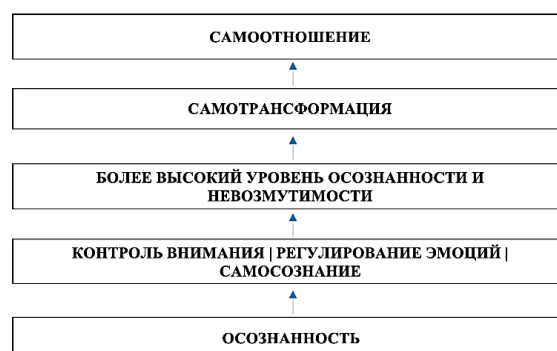 САМООТНОШЕНИЕ
САМОТРАНСФОРМАЦИЯ
БОЛЕЕ ВЫСОКИЙ УРОВЕНЬ ОСОЗНАННОСТИ И
НЕВОЗМУТИМОСТИ
КОНТРОЛЬ ВНИМАНИЯ | РЕГУЛИРОВАНИЕ ЭМОЦИЙ |
САМОСОЗНАНИЕ
ОСОЗНАННОСТЬ